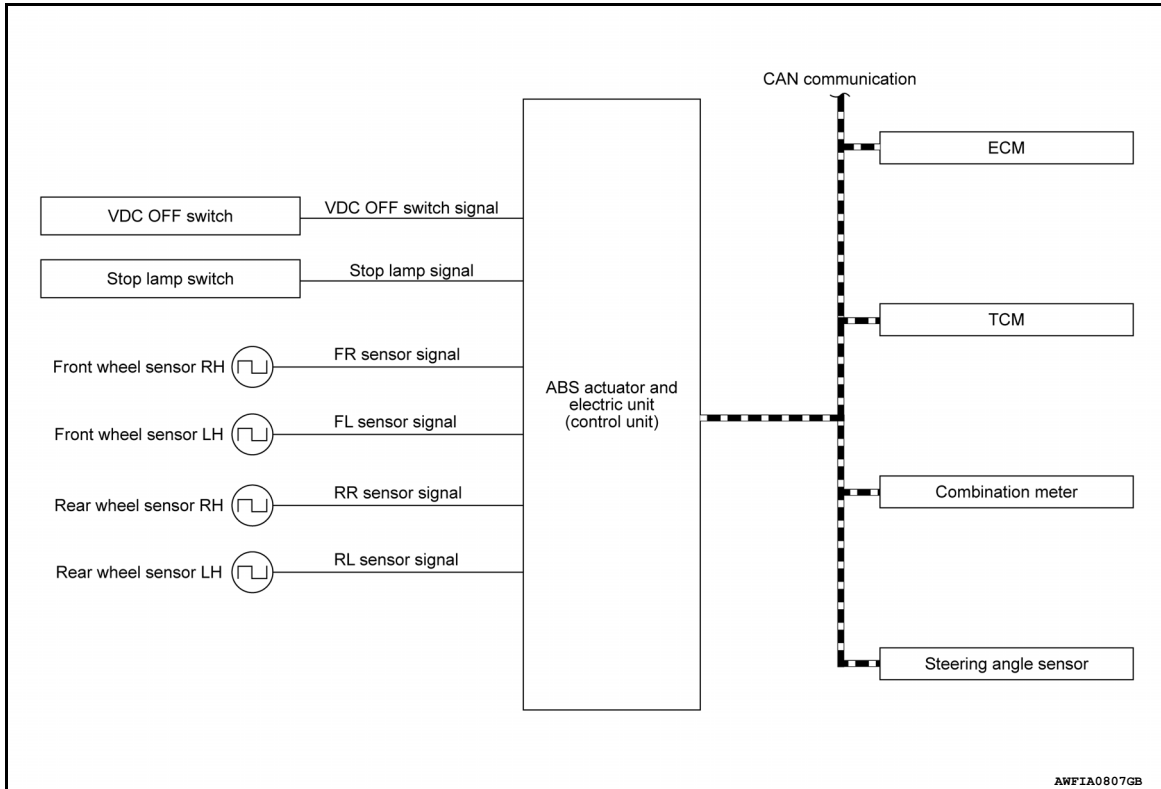 CAN communication
ECM
VDC OFF switch
VDC OFF switch signal
Stop lamp switch
Stop lamp signal
TCM
Front wheel sensor RH
FR sensor signal
ABS actuator and
electric unit
(control unit)
Front wheel sensor LH
FL sensor signal
Rear wheel sensor RH
RR sensor signal
Combination meter
Rear wheel sensor LH
RL sensor signal
Steering angle sensor
AWFIA0807GB